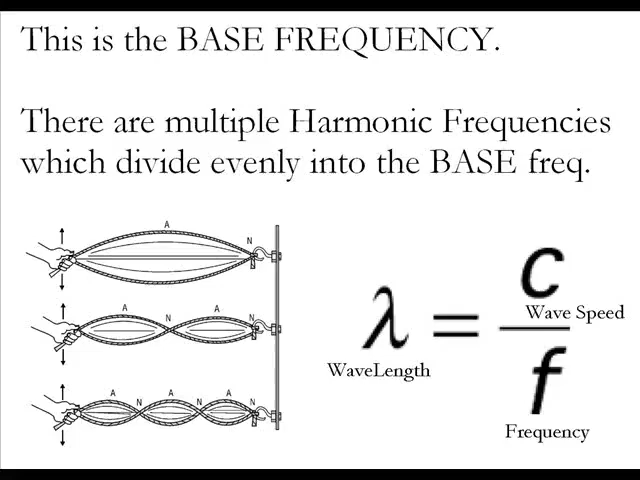 This is the BASE FREQUENCY.
There are multiple Harmonic Frequencies
which divide evenly into the BASE freq.
A
N
A N A N
A N A N A N
λ = c / f
Wave Speed
WaveLength
Frequency